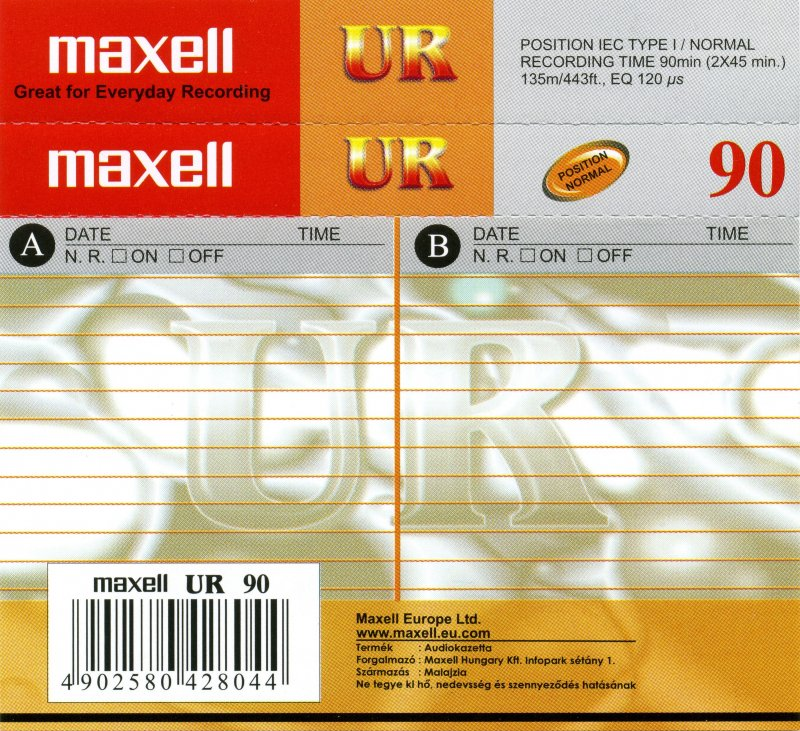 maxell
Great for Everyday Recording
UR
POSITION IEC TYPE I / NORMAL
RECORDING TIME 90min (2X45 min.)
135m/443ft., EQ 120 µs
maxell
UR
POSITION
NORMAL
90
A DATE TIME
N. R. ON OFF
B DATE TIME
N. R. ON OFF
UR
maxell UR 90
4 902580 428044
Maxell Europe Ltd.
www.maxell.eu.com
Termék : Audiokazetta
Forgalmazó : Maxell Hungary Kft. Infopark sétány 1.
Származás : Malajzia
Ne tegye ki hő, nedevsség és szennyeződés hatásának